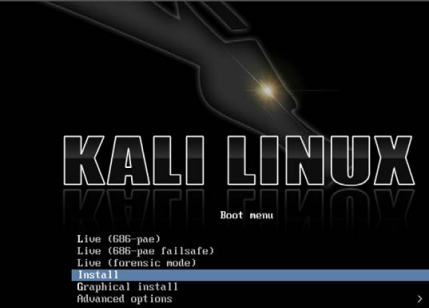 KALI LINUX
Boot menu
Live (686-pae)
Live (686-pae failsafe)
Live (forensic mode)
Install
Graphical install
Advanced options >